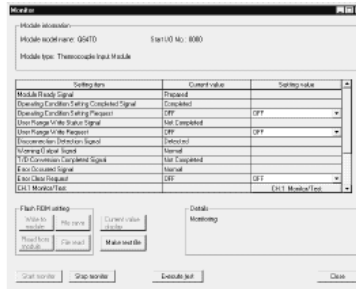 Monitor
Module information
Module model name: Q64TD Start I/O No.: 0000
Module type: Thermocouple Input Module
Setting item Current value Setting value
Module Ready Signal Prepared
Operating Condition Setting Completed Signal Completed
Operating Condition Setting Request OFF OFF
User Range Write Status Signal Not Completed
User Range Write Request OFF OFF
Disconnection Detection Signal Detected
Warning Output Signal Normal
T/D Conversion Completed Signal Not Completed
Error Occurred Signal Normal
Error Clear Request OFF OFF
CH.1 Monitor/Test CH.1 Monitor/Test
Flash ROM setting Details
Write to module File save Current value display Monitoring
Read from module File read Make text file
Start monitor Stop monitor Execute test Close